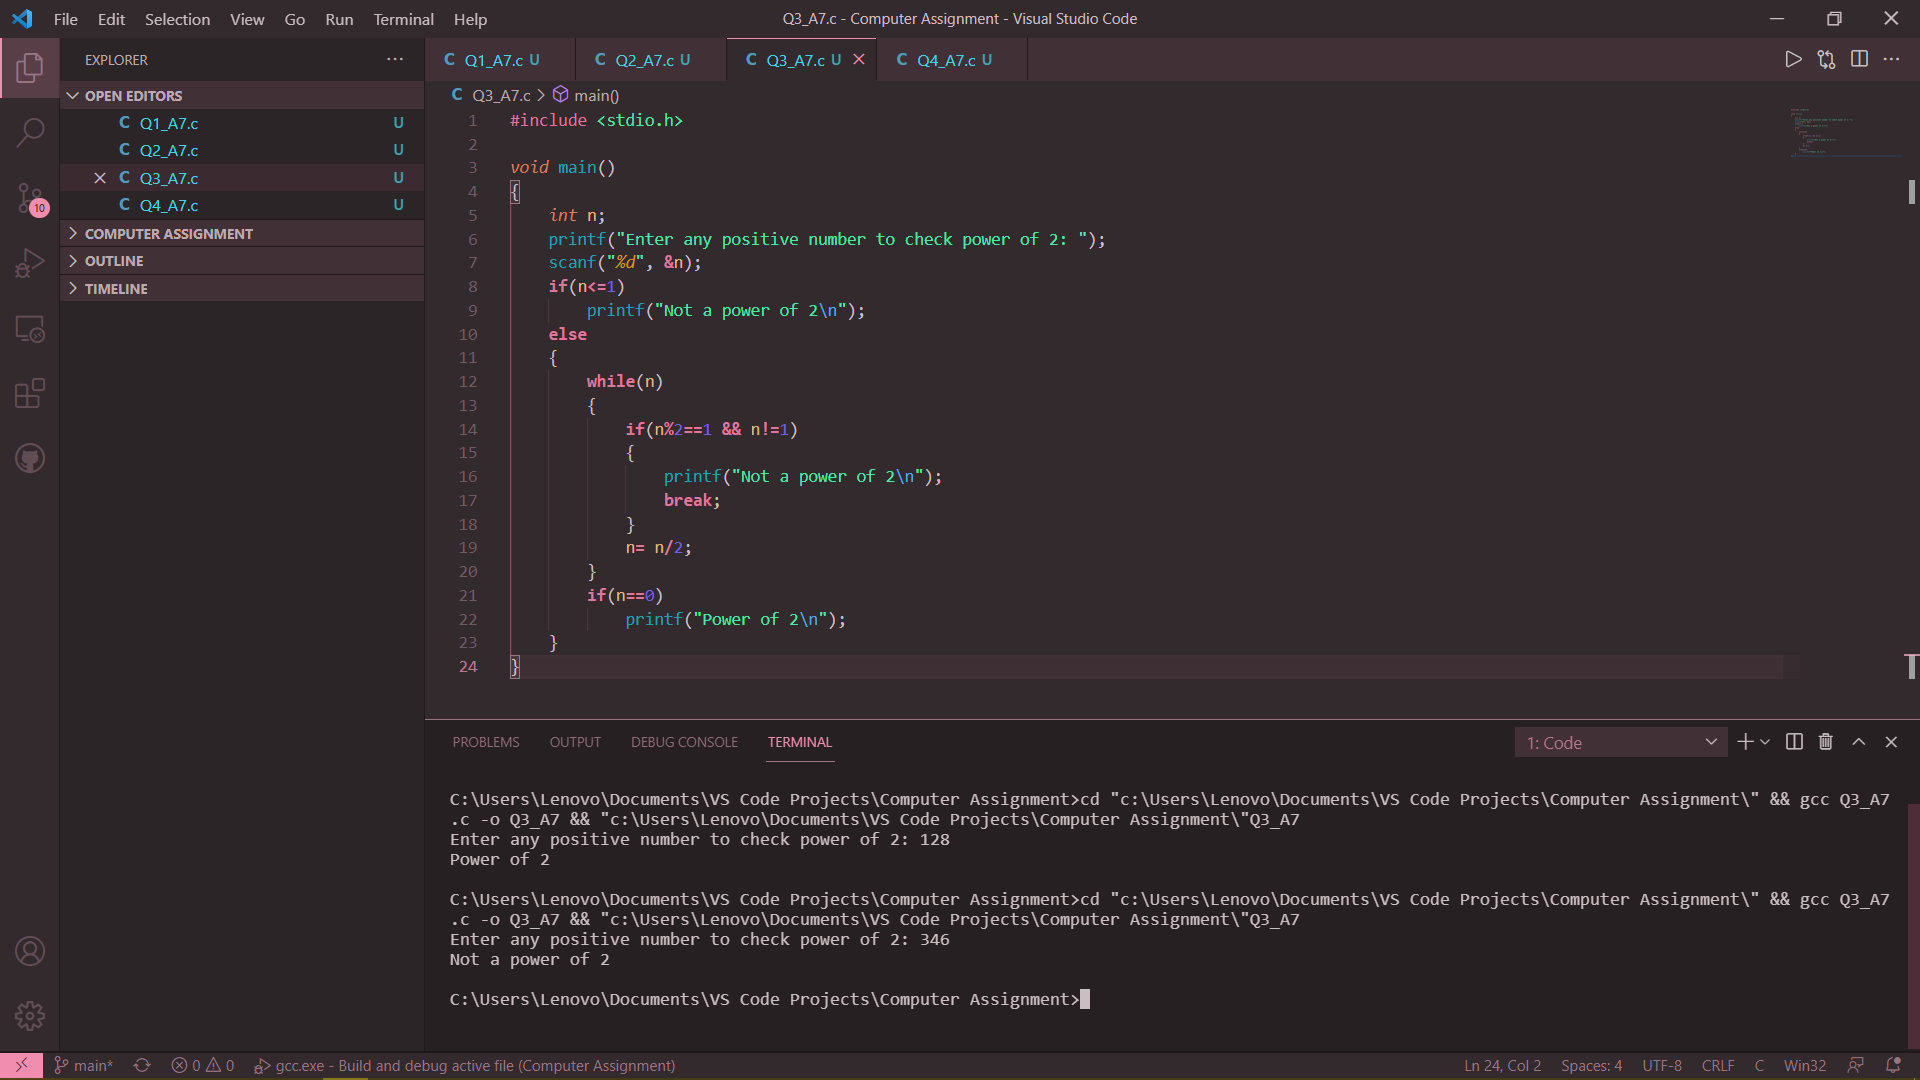 File Edit Selection View Go Run Terminal Help
Q3_A7.c - Computer Assignment - Visual Studio Code
EXPLORER
OPEN EDITORS
C Q1_A7.c U
C Q2_A7.c U
C Q3_A7.c U
C Q4_A7.c U
COMPUTER ASSIGNMENT
OUTLINE
TIMELINE
10
C Q1_A7.c U C Q2_A7.c U C Q3_A7.c U C Q4_A7.c U
C Q3_A7.c > main()
1 #include <stdio.h>
2
3 void main()
4 {
5     int n;
6     printf("Enter any positive number to check power of 2: ");
7     scanf("%d", &n);
8     if(n<=1)
9         printf("Not a power of 2\n");
10     else
11     {
12         while(n)
13         {
14             if(n%2==1 && n!=1)
15             {
16                 printf("Not a power of 2\n");
17                 break;
18             }
19             n= n/2;
20         }
21         if(n==0)
22             printf("Power of 2\n");
23     }
24 }
PROBLEMS OUTPUT DEBUG CONSOLE TERMINAL
1: Code
C:\Users\Lenovo\Documents\VS Code Projects\Computer Assignment>cd "c:\Users\Lenovo\Documents\VS Code Projects\Computer Assignment\" && gcc Q3_A7
.c -o Q3_A7 && "c:\Users\Lenovo\Documents\VS Code Projects\Computer Assignment\"Q3_A7
Enter any positive number to check power of 2: 128
Power of 2
C:\Users\Lenovo\Documents\VS Code Projects\Computer Assignment>cd "c:\Users\Lenovo\Documents\VS Code Projects\Computer Assignment\" && gcc Q3_A7
.c -o Q3_A7 && "c:\Users\Lenovo\Documents\VS Code Projects\Computer Assignment\"Q3_A7
Enter any positive number to check power of 2: 346
Not a power of 2
C:\Users\Lenovo\Documents\VS Code Projects\Computer Assignment>
main* 0 0 gcc.exe - Build and debug active file (Computer Assignment)
Ln 24, Col 2 Spaces: 4 UTF-8 CRLF C Win32